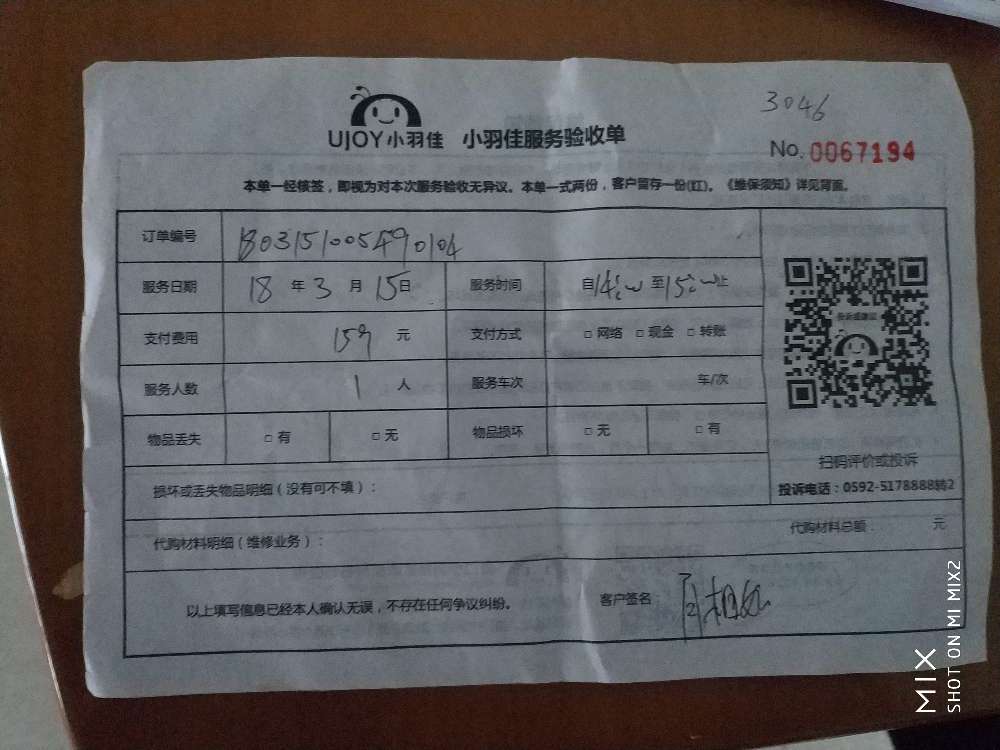 3046
UJOY小羽佳 小羽佳服务验收单
No. 0067194
本单一经核签，即视为对本次服务验收无异议。本单一式两份，客户留存一份(红)。《维保须知》详见背面。
订单编号 1803151005490104
服务日期 18 年 3 月 15 日 服务时间 自14:00 至15:00止
支付费用 159 元 支付方式 □ 网络 □ 现金 □ 转账
服务人数 1 人 服务车次 车/次
物品丢失 □ 有 □ 无 物品损坏 □ 无 □ 有
扫码评价或投诉
投诉电话：0592-5178888转2
损坏或丢失物品明细（没有可不填）：
代购材料明细（维修业务）： 代购材料总额： 元
以上填写信息已经本人确认无误，不存在任何争议纠纷。 客户签名
MIX
SHOT ON MI MIX2